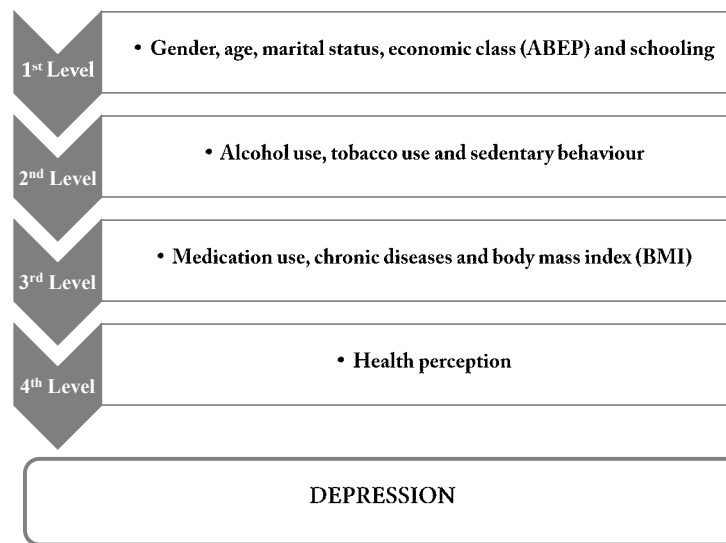 1st Level
• Gender, age, marital status, economic class (ABEP) and schooling
2nd Level
• Alcohol use, tobacco use and sedentary behaviour
3rd Level
• Medication use, chronic diseases and body mass index (BMI)
4th Level
• Health perception
DEPRESSION